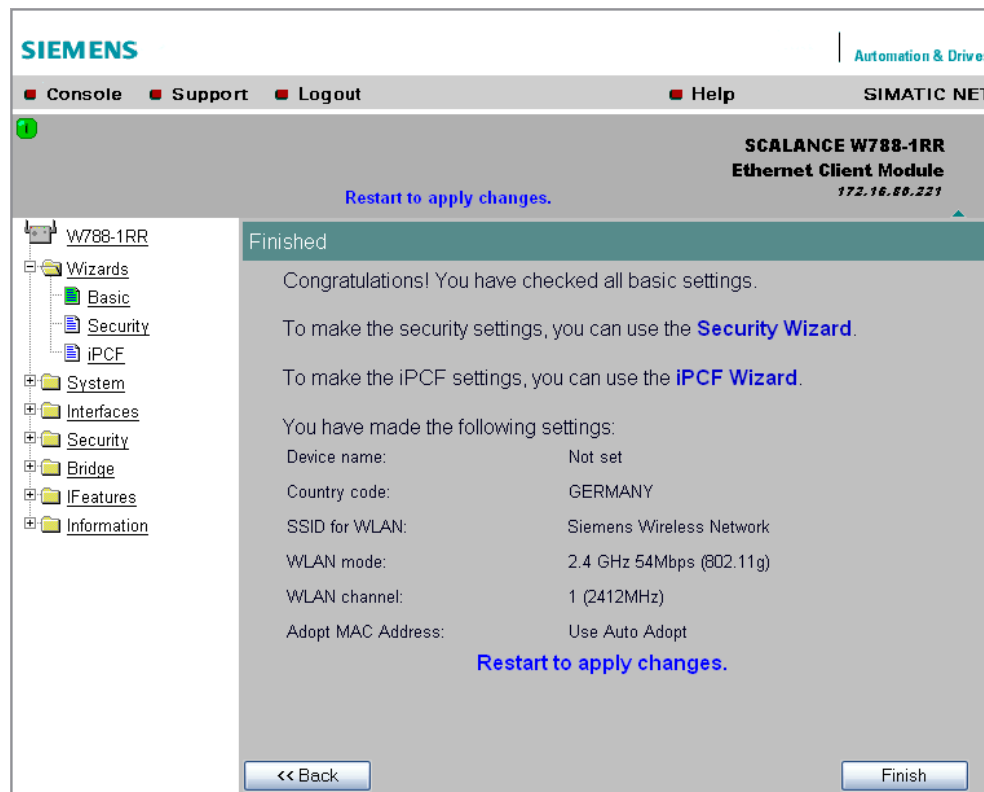 SIEMENS
Automation & Drives
Console Support Logout Help SIMATIC NET
SCALANCE W788-1RR
Ethernet Client Module
172.16.80.221
Restart to apply changes.
W788-1RR
Wizards
Basic
Security
iPCF
System
Interfaces
Security
Bridge
IFeatures
Information
Finished
Congratulations! You have checked all basic settings.
To make the security settings, you can use the Security Wizard.
To make the iPCF settings, you can use the iPCF Wizard.
You have made the following settings:
Device name: Not set
Country code: GERMANY
SSID for WLAN: Siemens Wireless Network
WLAN mode: 2.4 GHz 54Mbps (802.11g)
WLAN channel: 1 (2412MHz)
Adopt MAC Address: Use Auto Adopt
Restart to apply changes.
<< Back Finish